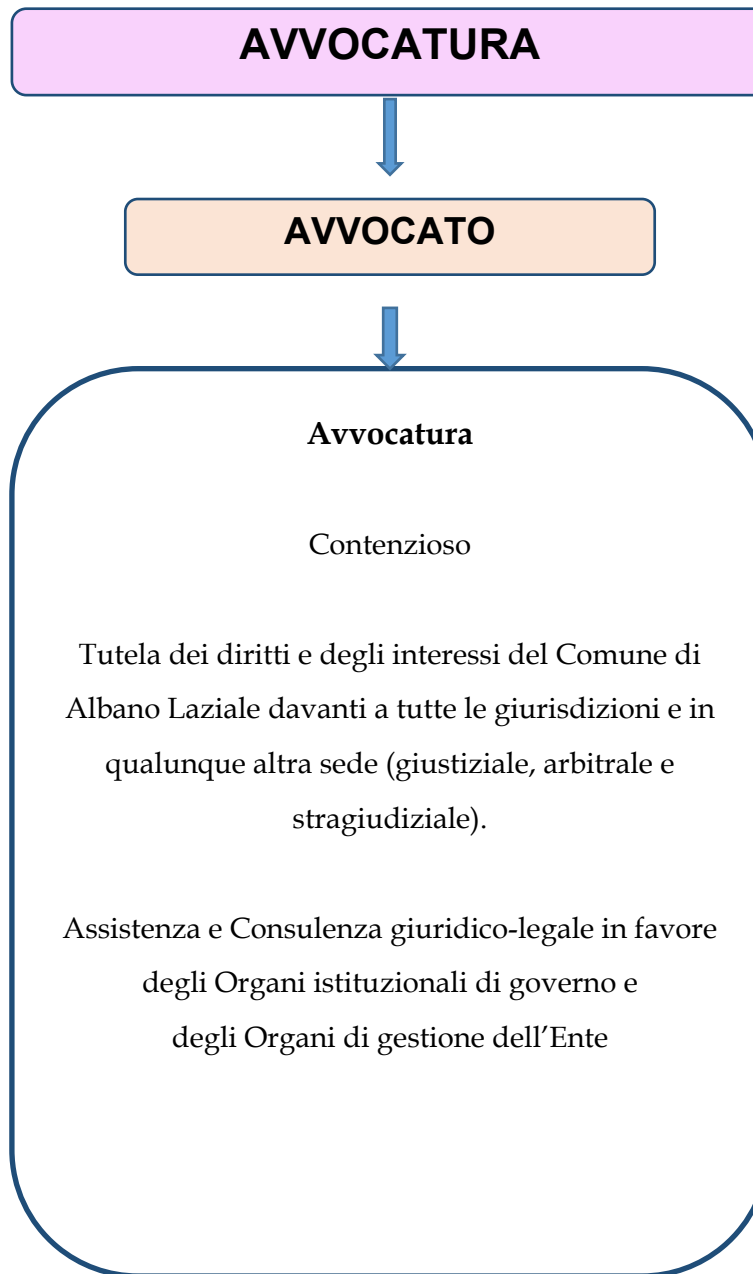 AVVOCATURA
AVVOCATO
Avvocatura
Contenzioso
Tutela dei diritti e degli interessi del Comune di
Albano Laziale davanti a tutte le giurisdizioni e in
qualunque altra sede (giustiziale, arbitrale e
stragiudiziale).
Assistenza e Consulenza giuridico-legale in favore
degli Organi istituzionali di governo e
degli Organi di gestione dell’Ente